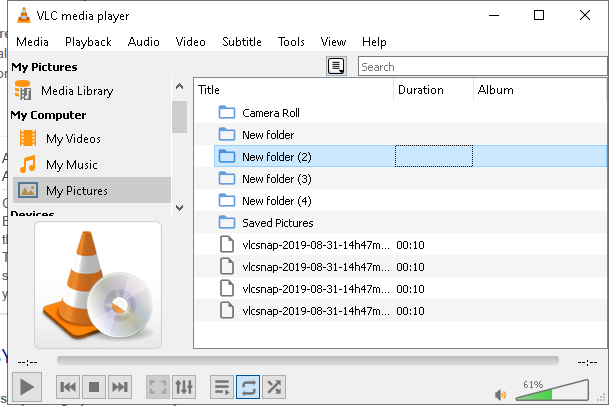 VLC media player
Media Playback Audio Video Subtitle Tools View Help
My Pictures
Search
Media Library
My Computer
My Videos
My Music
My Pictures
Devices
Title Duration Album
Camera Roll
New folder
New folder (2)
New folder (3)
New folder (4)
Saved Pictures
vlcsnap-2019-08-31-14h47m... 00:10
vlcsnap-2019-08-31-14h47m... 00:10
vlcsnap-2019-08-31-14h47m... 00:10
vlcsnap-2019-08-31-14h47m... 00:10
--:-- --:--
61%